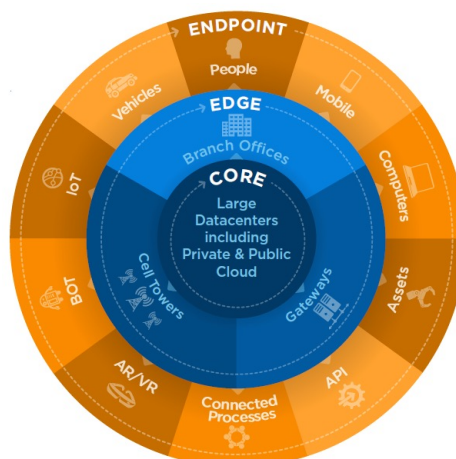 ENDPOINT
People
Mobile
Computers
Assets
API
Connected
Processes
AR/VR
BOT
IoT
Vehicles
EDGE
Branch Offices
Gateways
Cell Towers
CORE
Large
Datacenters
including
Private & Public
Cloud